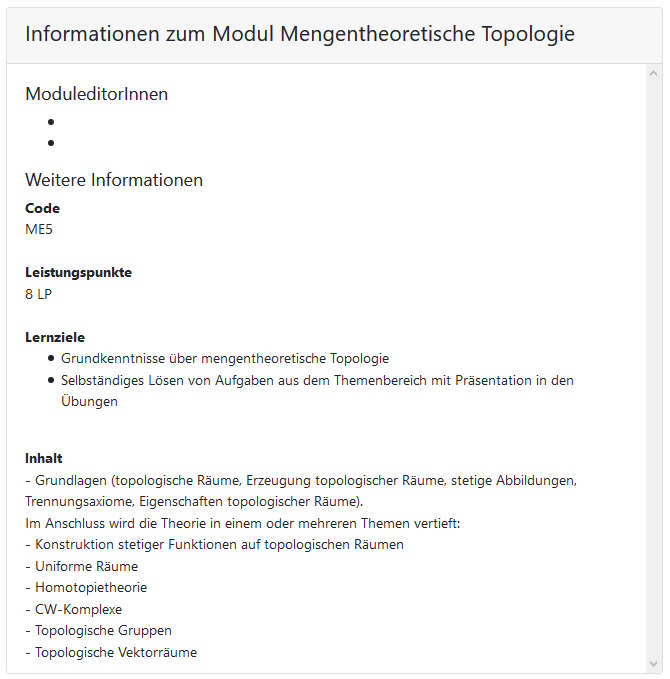 Informationen zum Modul Mengentheoretische Topologie
ModuleditorInnen
Weitere Informationen
Code
ME5
Leistungspunkte
8 LP
Lernziele
Grundkenntnisse über mengentheoretische Topologie
Selbständiges Lösen von Aufgaben aus dem Themenbereich mit Präsentation in den
Übungen
Inhalt
- Grundlagen (topologische Räume, Erzeugung topologischer Räume, stetige Abbildungen,
Trennungsaxiome, Eigenschaften topologischer Räume).
Im Anschluss wird die Theorie in einem oder mehreren Themen vertieft:
- Konstruktion stetiger Funktionen auf topologischen Räumen
- Uniforme Räume
- Homotopietheorie
- CW-Komplexe
- Topologische Gruppen
- Topologische Vektorräume